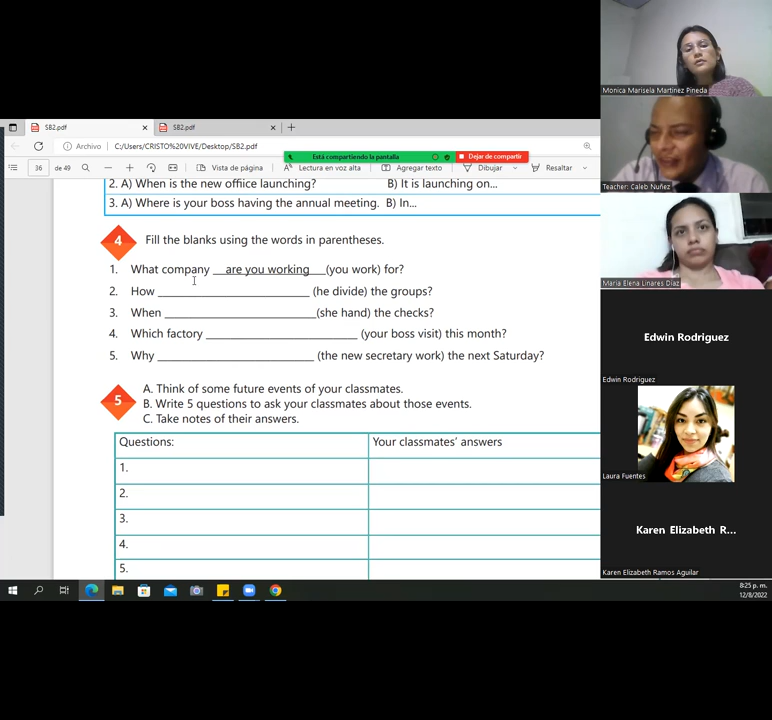 SB2.pdf
SB2.pdf
Archivo C:/Users/CRISTO%20VIVE/Desktop/SB2.pdf
Está compartiendo la pantalla
Dejar de compartir
36 de 49 Vista de página Lectura en voz alta Agregar texto Dibujar Resaltar
2. A) When is the new offiice launching? B) It is launching on...
3. A) Where is your boss having the annual meeting. B) In...
4 Fill the blanks using the words in parentheses.
1. What company __are you working___(you work) for?
2. How ________________________ (he divide) the groups?
3. When ________________________(she hand) the checks?
4. Which factory ________________________ (your boss visit) this month?
5. Why ________________________ (the new secretary work) the next Saturday?
5 A. Think of some future events of your classmates.
B. Write 5 questions to ask your classmates about those events.
C. Take notes of their answers.
Questions: Your classmates' answers
1.
2.
3.
4.
5.
Monica Marisela Martinez Pineda
Teacher: Caleb Nuñez
Maria Elena Linares Díaz
Edwin Rodriguez
Edwin Rodriguez
Laura Fuentes
Karen Elizabeth R...
Karen Elizabeth Ramos Aguilar
8:25 p. m.
12/8/2022